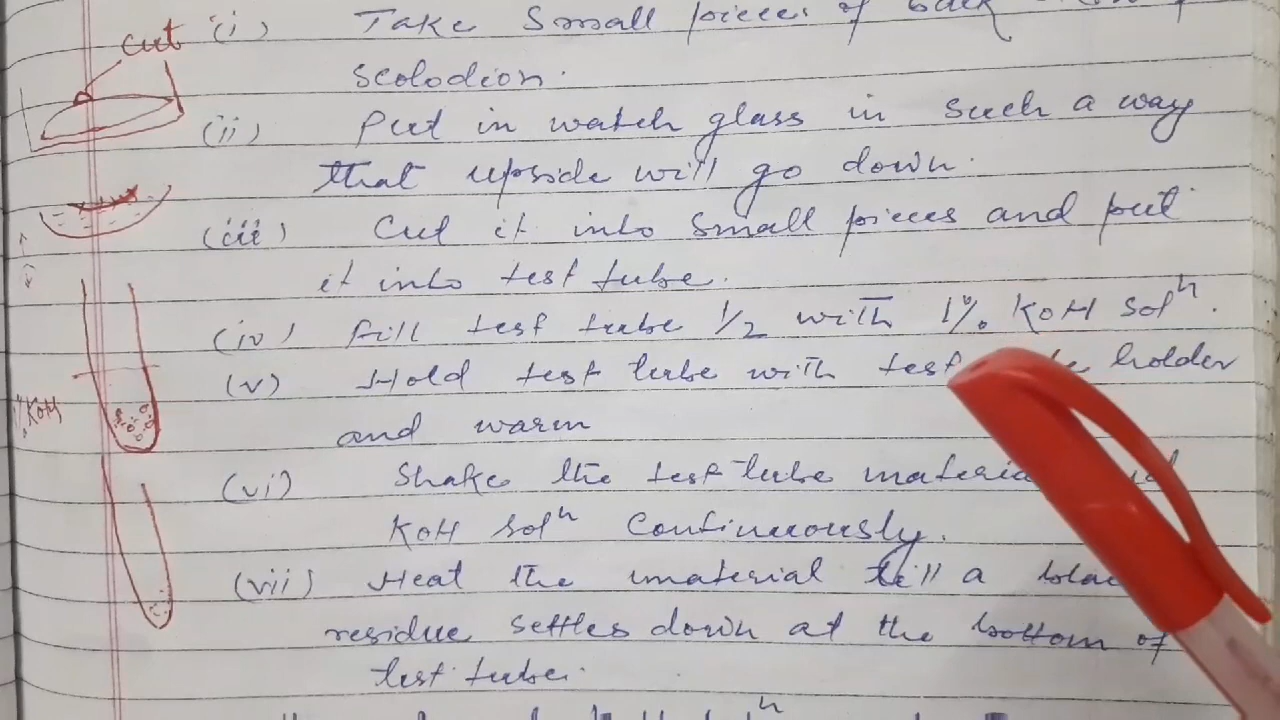 cut (i) Take Small pieces of
scolodion.
(ii) Put in watch glass in such a way
that upside will go down.
(iii) Cut it into small pieces and put
it into test tube.
(iv) fill test tube 1/2 with 1% KOH solⁿ.
(v) Hold test tube with test holder
1% KOH
and warm
(vi) Shake the test tube material
KOH solⁿ continuously.
(vii) Heat the material till a
residue settles down at the bottom of
test tube.